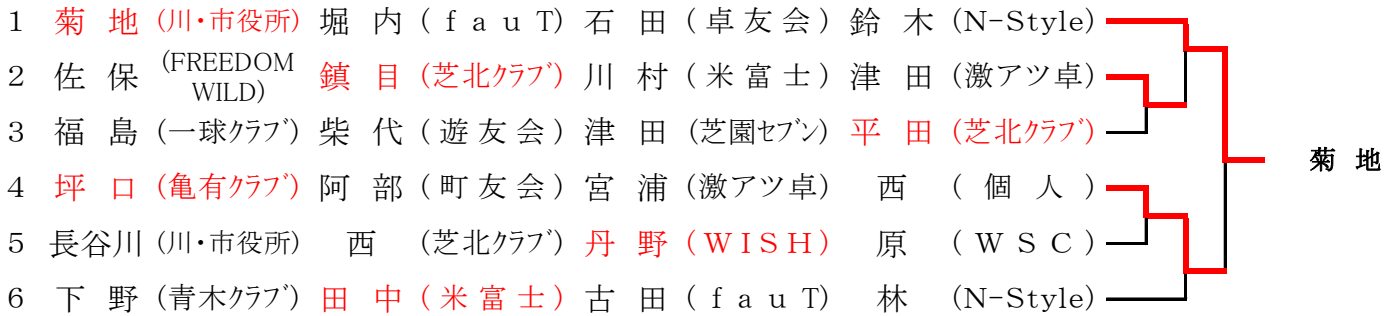 1 菊 地 (川・市役所) 堀 内 (ｆａｕＴ) 石 田 (卓友会) 鈴 木 (N-Style)
2 佐 保 (FREEDOM WILD) 鎮 目 (芝北ｸﾗﾌﾞ) 川 村 (米富士) 津 田 (激アツ卓)
3 福 島 (一球ｸﾗﾌﾞ) 柴 代 (遊友会) 津 田 (芝園ｾﾌﾞﾝ) 平 田 (芝北ｸﾗﾌﾞ)
菊 地
4 坪 口 (亀有ｸﾗﾌﾞ) 阿 部 (町友会) 宮 浦 (激アツ卓) 西 (個人)
5 長谷川 (川・市役所) 西 (芝北ｸﾗﾌﾞ) 丹 野 (ＷＩＳＨ) 原 (ＷＳＣ)
6 下 野 (青木ｸﾗﾌﾞ) 田 中 (米富士) 古 田 (ｆａｕＴ) 林 (N-Style)